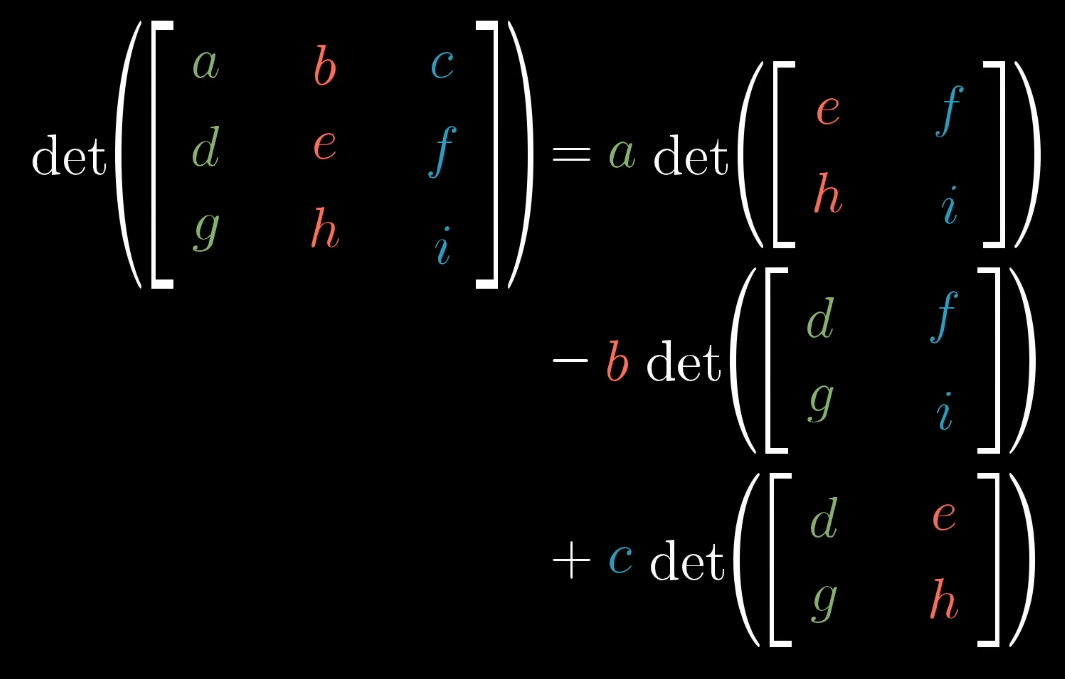 det([a b c
d e f
g h i]) = a det([e f
h i])
− b det([d f
g i])
+ c det([d e
g h])